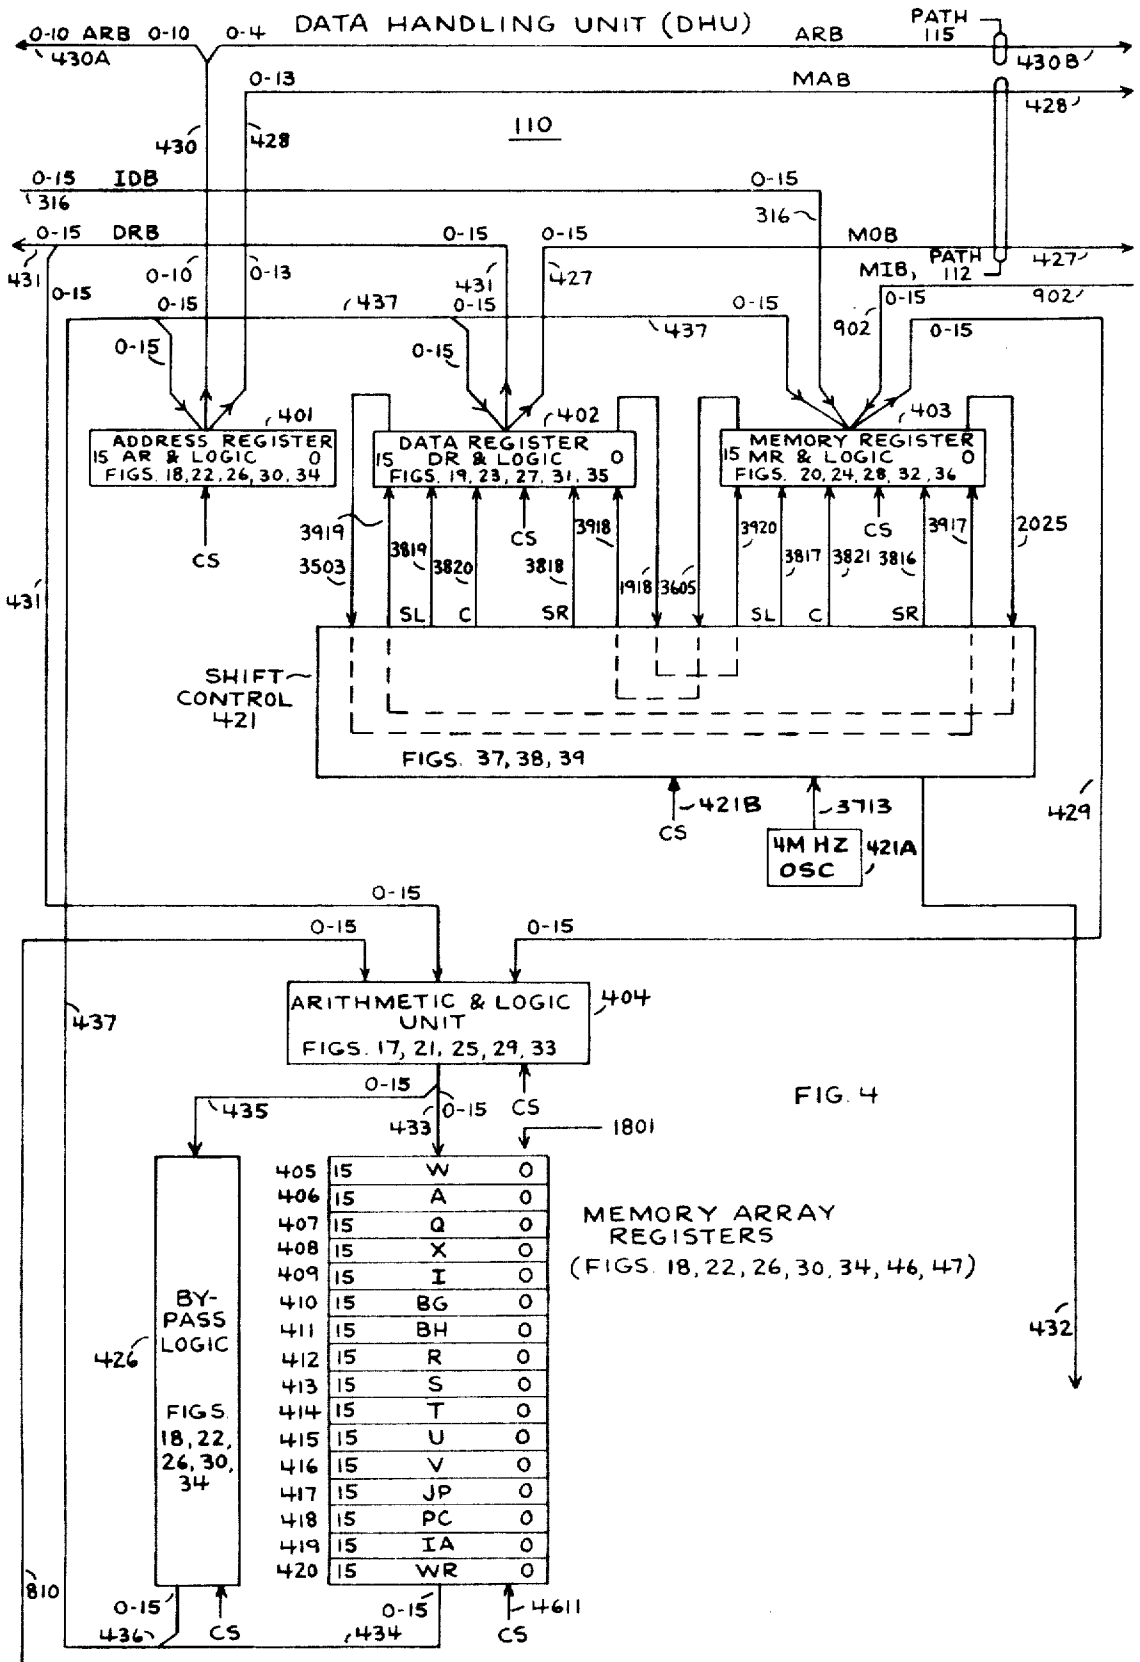 DATA HANDLING UNIT (DHU)
PATH
115
0-10 ARB 0-10 0-4 ARB
430A 430B
0-13 MAB
428
430 428 110
0-15 IDB 0-15
316 316
0-15 DRB 0-15 0-15 MOB
431 0-10 0-13 431 427 427
MIB, PATH
112
0-15 0-15 437 0-15 0-15 0-15 0-15
437 902 902
0-15 0-15
401 402 403
ADDRESS REGISTER
15 AR & LOGIC 0
FIGS. 18, 22, 26, 30, 34
DATA REGISTER
15 DR & LOGIC 0
FIGS. 19, 23, 27, 31, 35
MEMORY REGISTER
15 MR & LOGIC 0
FIGS. 20, 24, 28, 32, 36
CS CS CS
3919 3819 3820 3818 3918 3920 3817 3821 3816 3917 2025
3503 1918 3605
431
SL C SR SL C SR
SHIFT
CONTROL
421
FIGS. 37, 38, 39
421B 3713 429
CS
4MHZ
OSC
421A
0-15
0-15 0-15
437
ARITHMETIC & LOGIC
UNIT
FIGS. 17, 21, 25, 29, 33
404
0-15
435 433 0-15 CS
FIG. 4
1801
405 15 W 0
406 15 A 0
407 15 Q 0
408 15 X 0
409 15 I 0
410 15 BG 0
411 15 BH 0
412 15 R 0
413 15 S 0
414 15 T 0
415 15 U 0
416 15 V 0
417 15 JP 0
418 15 PC 0
419 15 IA 0
420 15 WR 0
MEMORY ARRAY
REGISTERS
(FIGS. 18, 22, 26, 30, 34, 46, 47)
BY-
PASS
LOGIC
426
FIGS.
18, 22,
26, 30,
34
432
810
0-15 0-15 4611
436 CS 434 CS